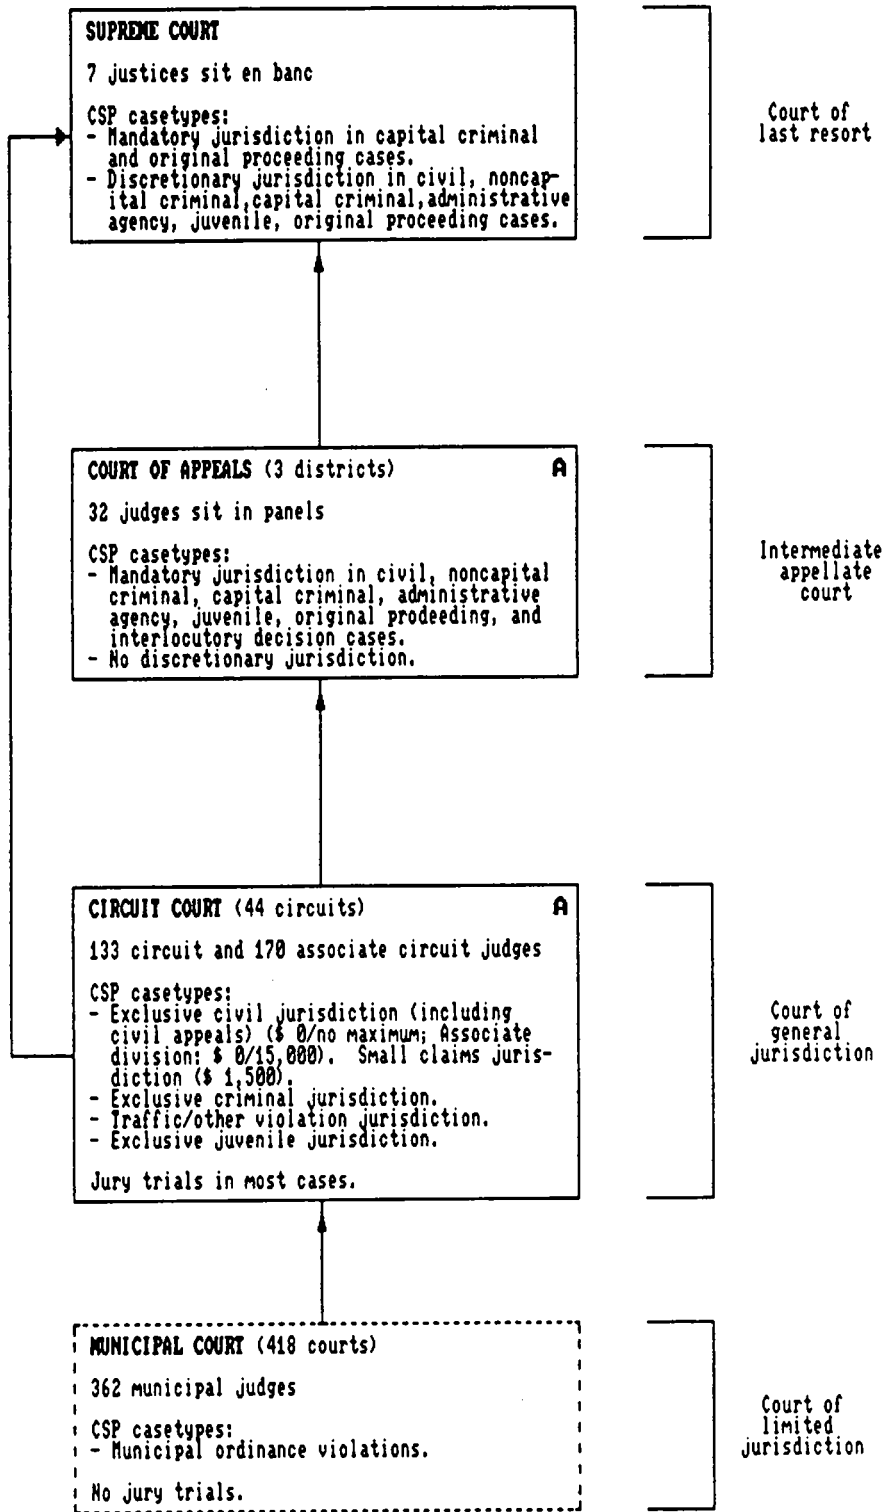 SUPREME COURT
7 justices sit en banc
CSP casetypes:
- Mandatory jurisdiction in capital criminal
and original proceeding cases.
- Discretionary jurisdiction in civil, noncap-
ital criminal,capital criminal,administrative
agency, juvenile, original proceeding cases.
Court of
last resort
COURT OF APPEALS (3 districts) A
32 judges sit in panels
CSP casetypes:
- Mandatory jurisdiction in civil, noncapital
criminal, capital criminal, administrative
agency, juvenile, original prodeeding, and
interlocutory decision cases.
- No discretionary jurisdiction.
Intermediate
appellate
court
CIRCUIT COURT (44 circuits) A
133 circuit and 170 associate circuit judges
CSP casetypes:
- Exclusive civil jurisdiction (including
civil appeals) ($ 0/no maximum; Associate
division: $ 0/15,000). Small claims juris-
diction ($ 1,500).
- Exclusive criminal jurisdiction.
- Traffic/other violation jurisdiction.
- Exclusive juvenile jurisdiction.
Jury trials in most cases.
Court of
general
jurisdiction
MUNICIPAL COURT (418 courts)
362 municipal judges
CSP casetypes:
- Municipal ordinance violations.
No jury trials.
Court of
limited
jurisdiction